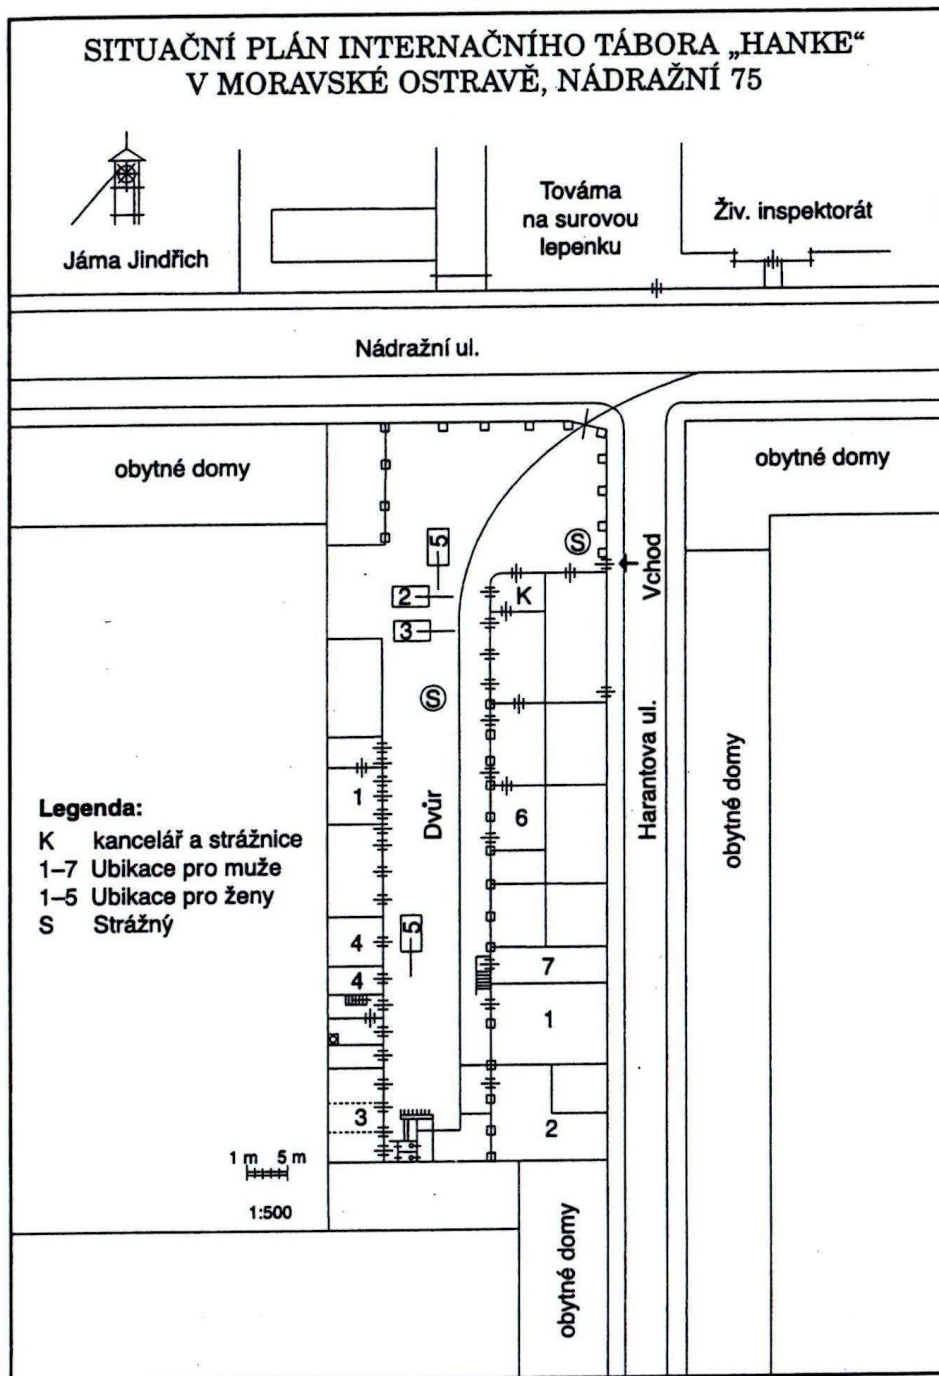 SITUAČNÍ PLÁN INTERNAČNÍHO TÁBORA „HANKE“
V MORAVSKÉ OSTRAVĚ, NÁDRAŽNÍ 75
Jáma Jindřich
Továrna
na surovou
lepenku
Živ. inspektorát
Nádražní ul.
obytné domy
obytné domy
5
S
Vchod
2
K
3
S
Harantova ul.
obytné domy
Dvůr
1
6
Legenda:
K kancelář a strážnice
1–7 Ubikace pro muže
1–5 Ubikace pro ženy
S Strážný
5
4
4
7
1
3
2
1 m 5 m
1:500
obytné domy